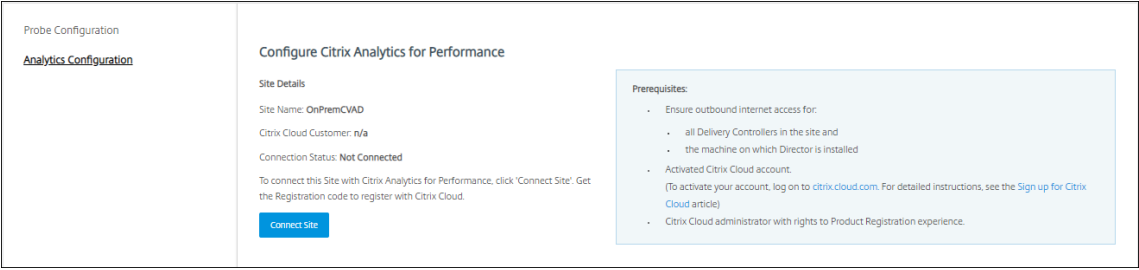 Probe Configuration
Analytics Configuration
Configure Citrix Analytics for Performance
Site Details
Site Name: OnPremCVAD
Citrix Cloud Customer: n/a
Connection Status: Not Connected
To connect this Site with Citrix Analytics for Performance, click 'Connect Site'. Get
the Registration code to register with Citrix Cloud.
Connect Site
Prerequisites:
• Ensure outbound internet access for:
• all Delivery Controllers in the site and
• the machine on which Director is installed
• Activated Citrix Cloud account.
(To activate your account, log on to citrix.cloud.com. For detailed instructions, see the Sign up for Citrix
Cloud article)
• Citrix Cloud administrator with rights to Product Registration experience.